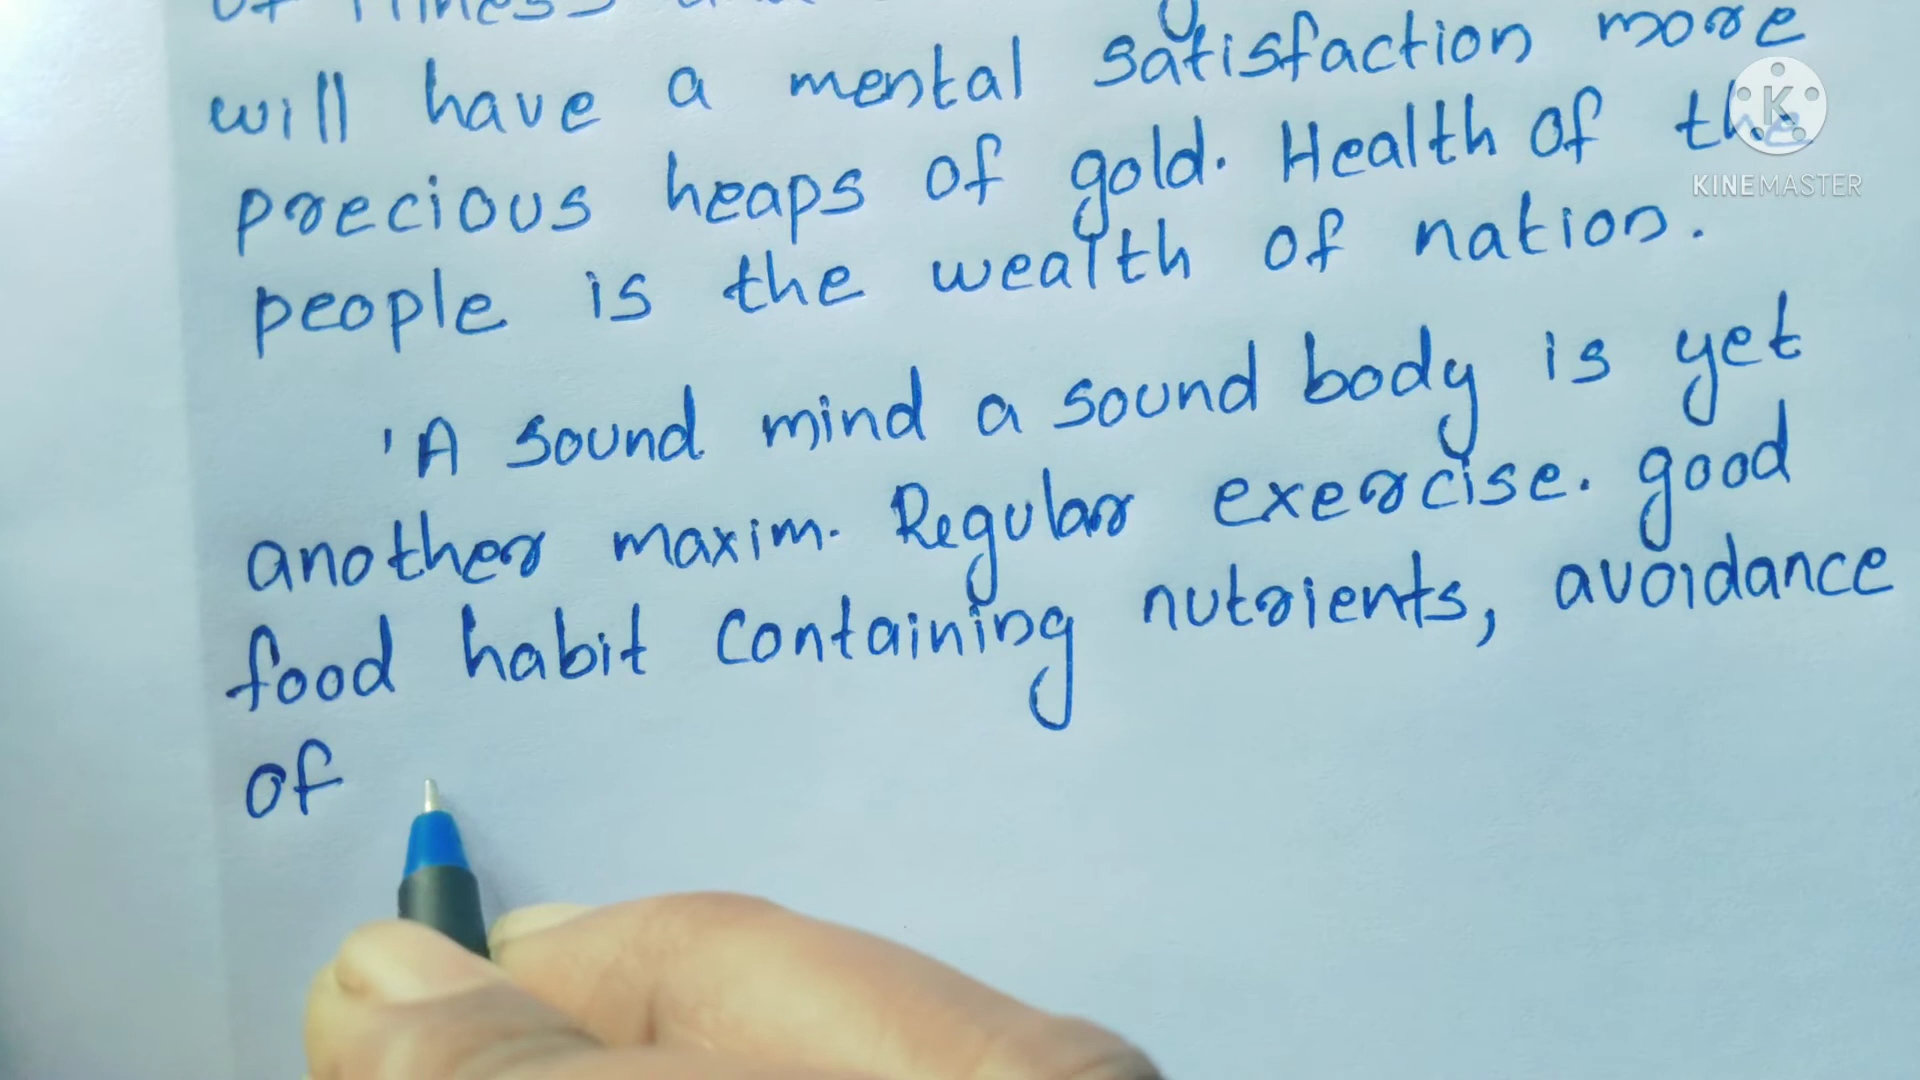 of
will have a mental satisfaction more
precious heaps of gold. Health of the
KINEMASTER
people is the wealth of nation.
'A sound mind a sound body is yet
another maxim. Regular exercise. good
food habit containing nutrients, avoidance
of